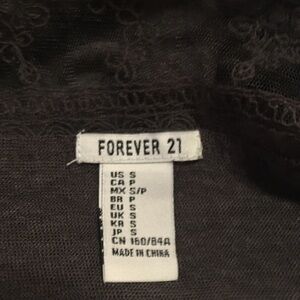 FOREVER 21
US S
CA P
MX S/P
BR P
EU S
UK S
KR S
JP S
CN 160/84A
MADE IN CHINA